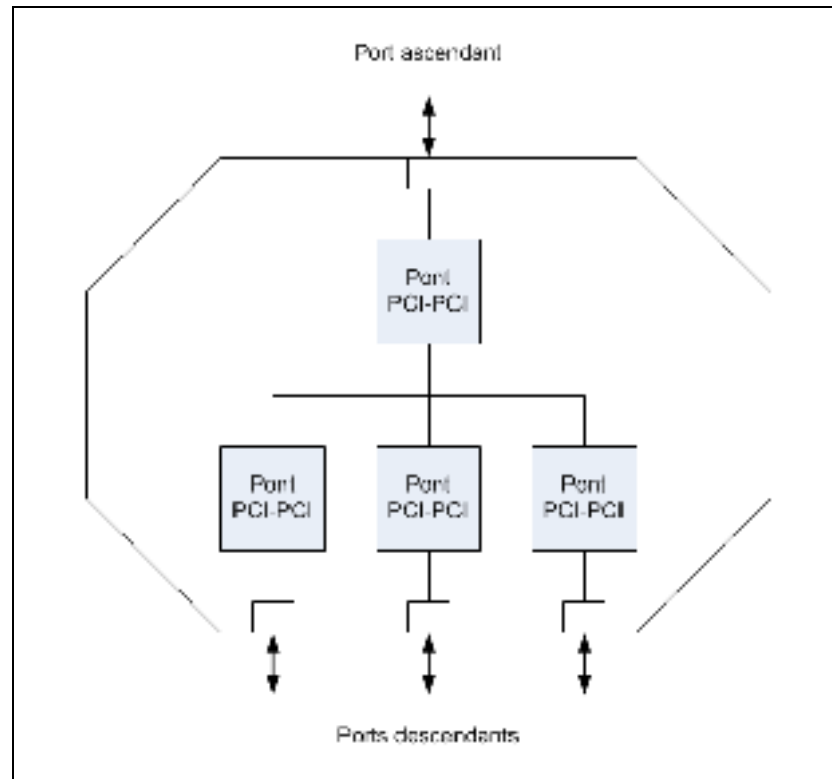 Port ascendant
Pont
PCI-PCI
Pont
PCI-PCI
Pont
PCI-PCI
Pont
PCI-PCI
Ports descendants